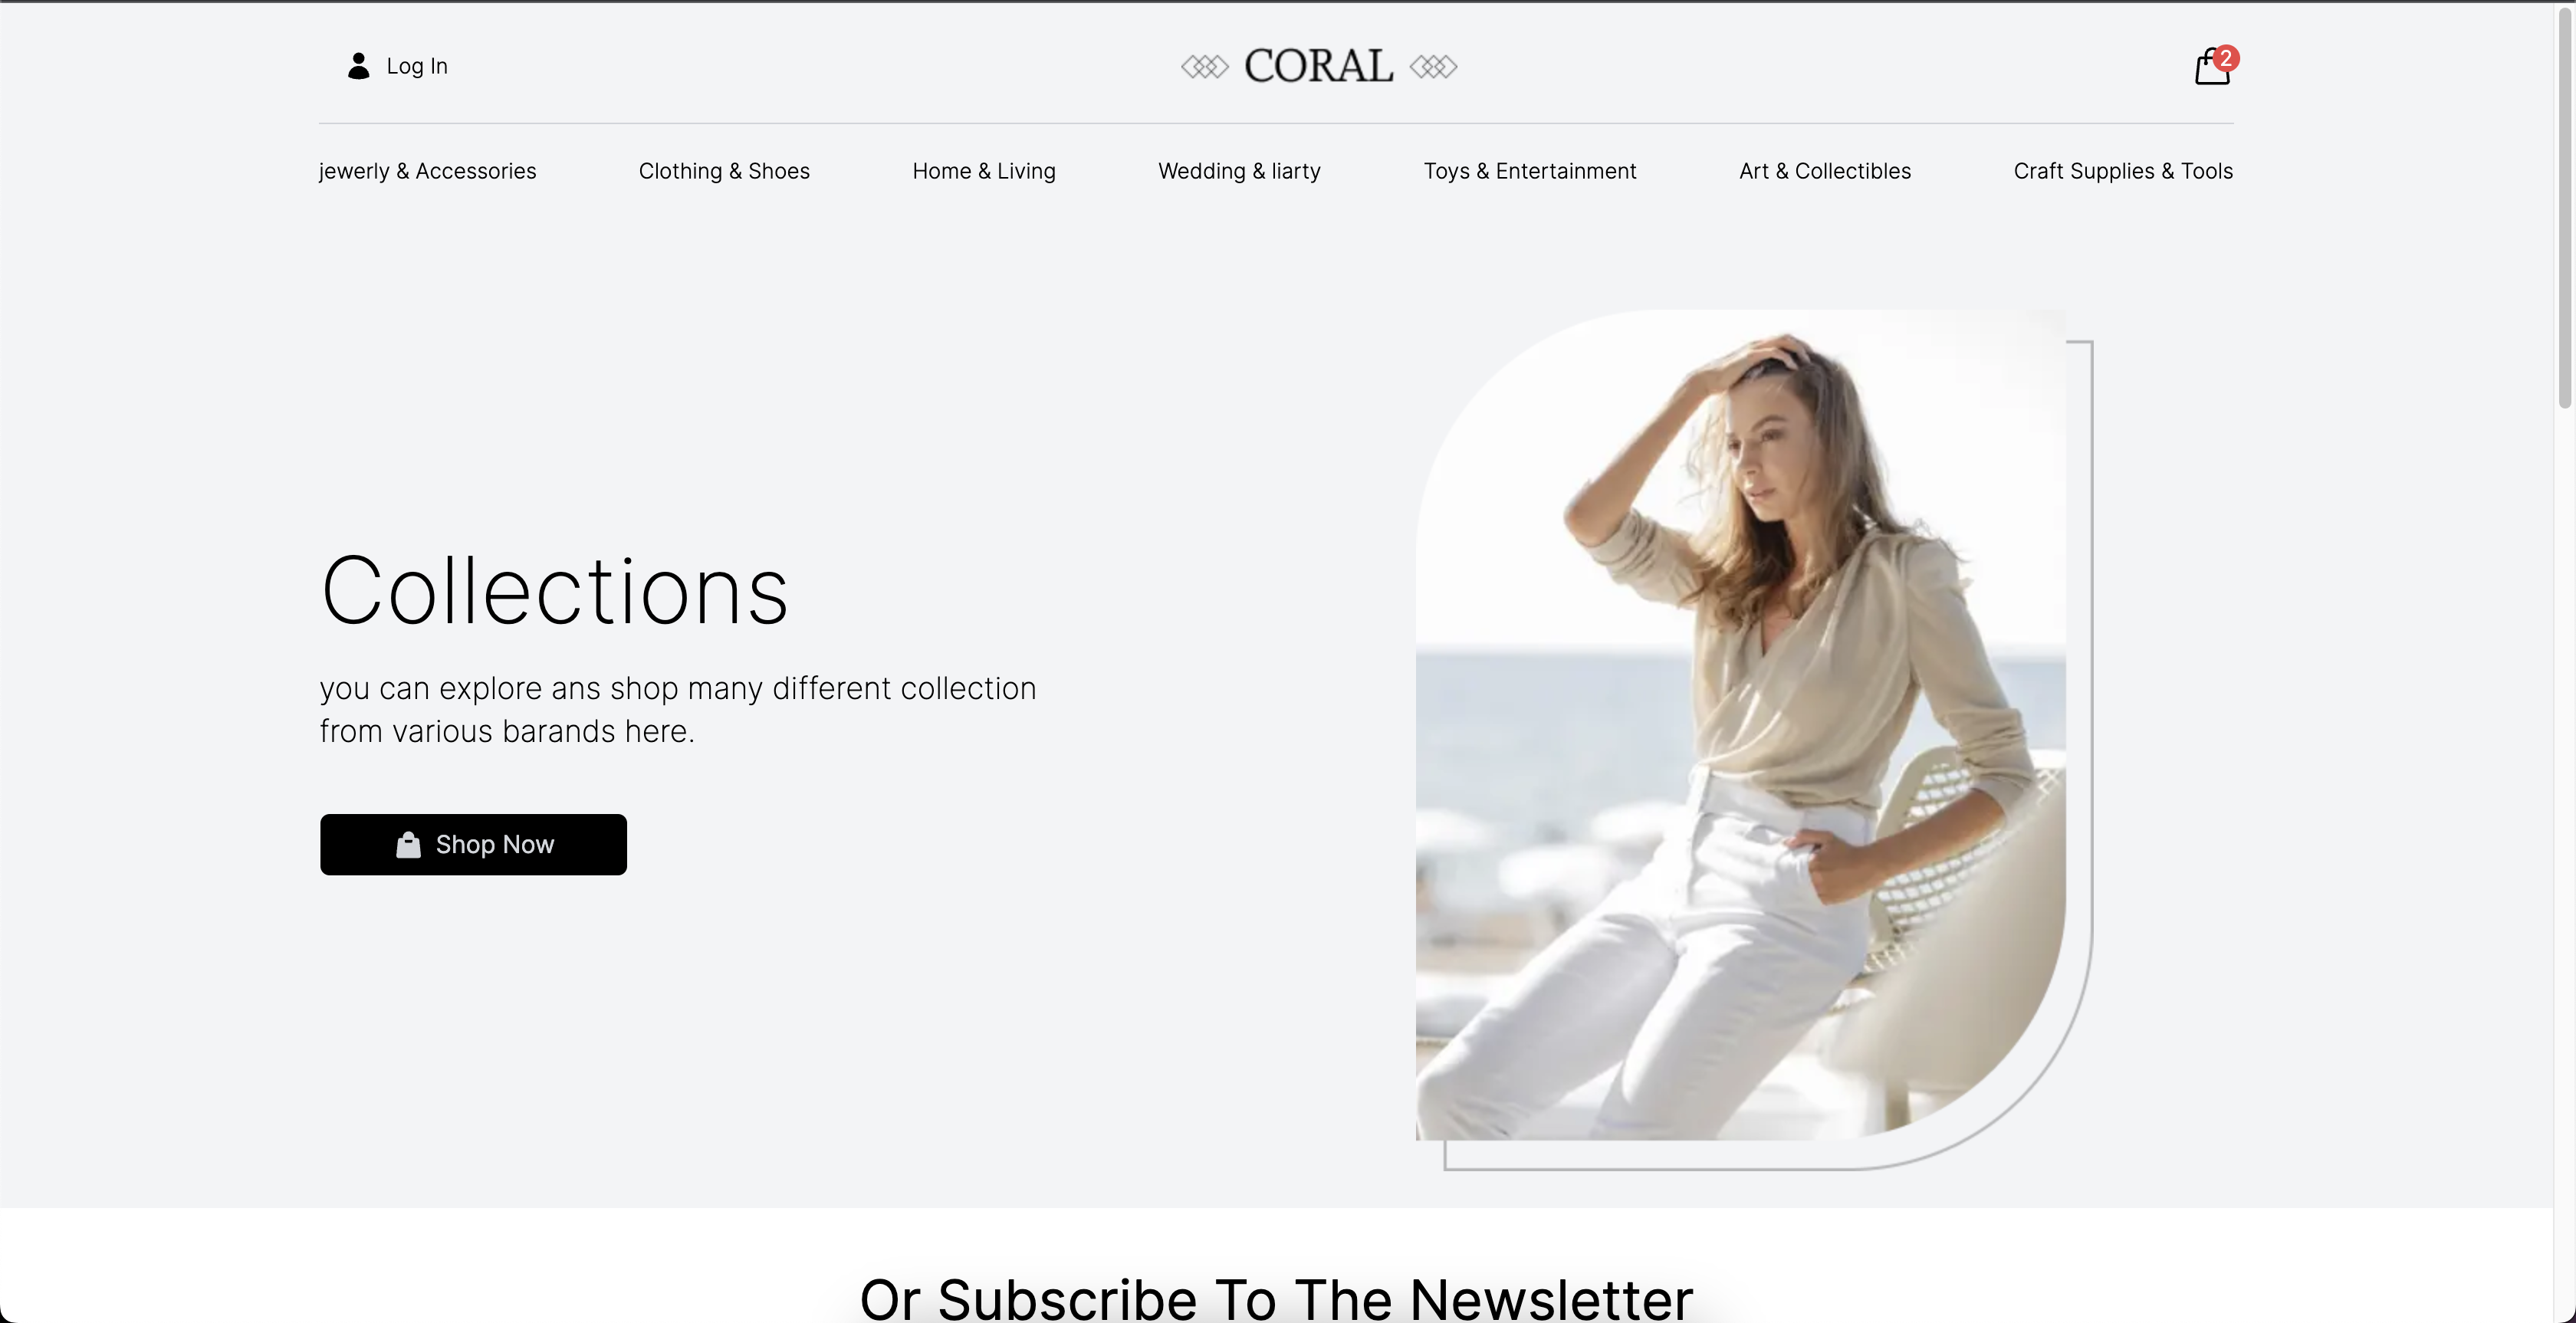 Log In
CORAL
2
jewerly & Accessories
Clothing & Shoes
Home & Living
Wedding & liarty
Toys & Entertainment
Art & Collectibles
Craft Supplies & Tools
Collections
you can explore ans shop many different collection
from various barands here.
Shop Now
Or Subscribe To The Newsletter